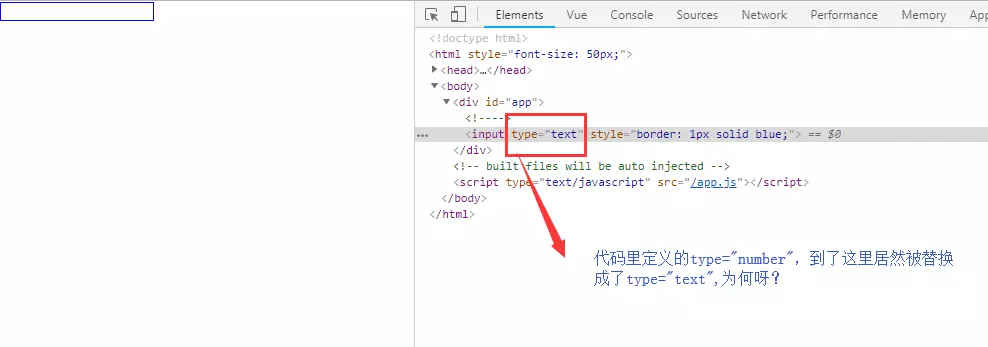 Elements Vue Console Sources Network Performance Memory App
<!doctype html>
<html style="font-size: 50px;">
<head>…</head>
<body>
<div id="app">
<!---->
<input type="text" style="border: 1px solid blue;"> == $0
</div>
<!-- built files will be auto injected -->
<script type="text/javascript" src="/app.js"></script>
</body>
</html>
代码里定义的type="number", 到了这里居然被替换
成了type="text",为何呀?